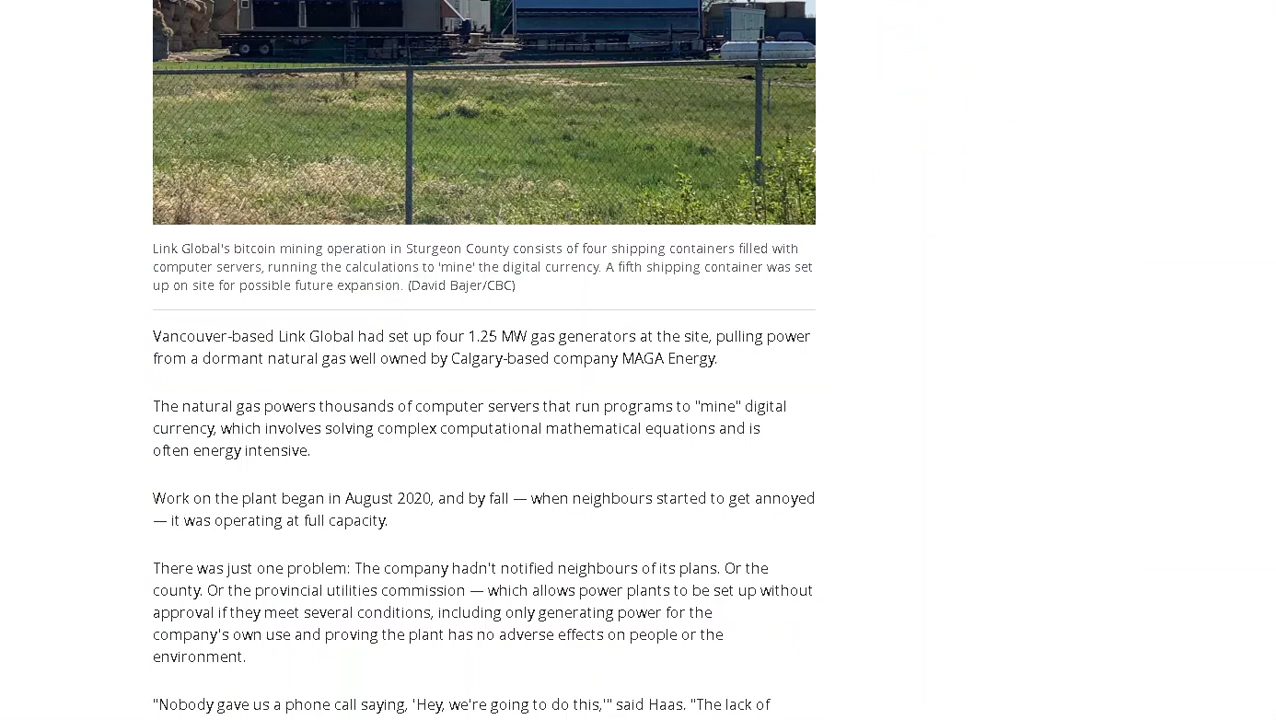 Link Global's bitcoin mining operation in Sturgeon County consists of four shipping containers filled with
computer servers, running the calculations to 'mine' the digital currency. A fifth shipping container was set
up on site for possible future expansion. (David Bajer/CBC)
Vancouver-based Link Global had set up four 1.25 MW gas generators at the site, pulling power
from a dormant natural gas well owned by Calgary-based company MAGA Energy.
The natural gas powers thousands of computer servers that run programs to "mine" digital
currency, which involves solving complex computational mathematical equations and is
often energy intensive.
Work on the plant began in August 2020, and by fall — when neighbours started to get annoyed
— it was operating at full capacity.
There was just one problem: The company hadn't notified neighbours of its plans. Or the
county. Or the provincial utilities commission — which allows power plants to be set up without
approval if they meet several conditions, including only generating power for the
company's own use and proving the plant has no adverse effects on people or the
environment.
"Nobody gave us a phone call saying, 'Hey, we're going to do this,'" said Haas. "The lack of